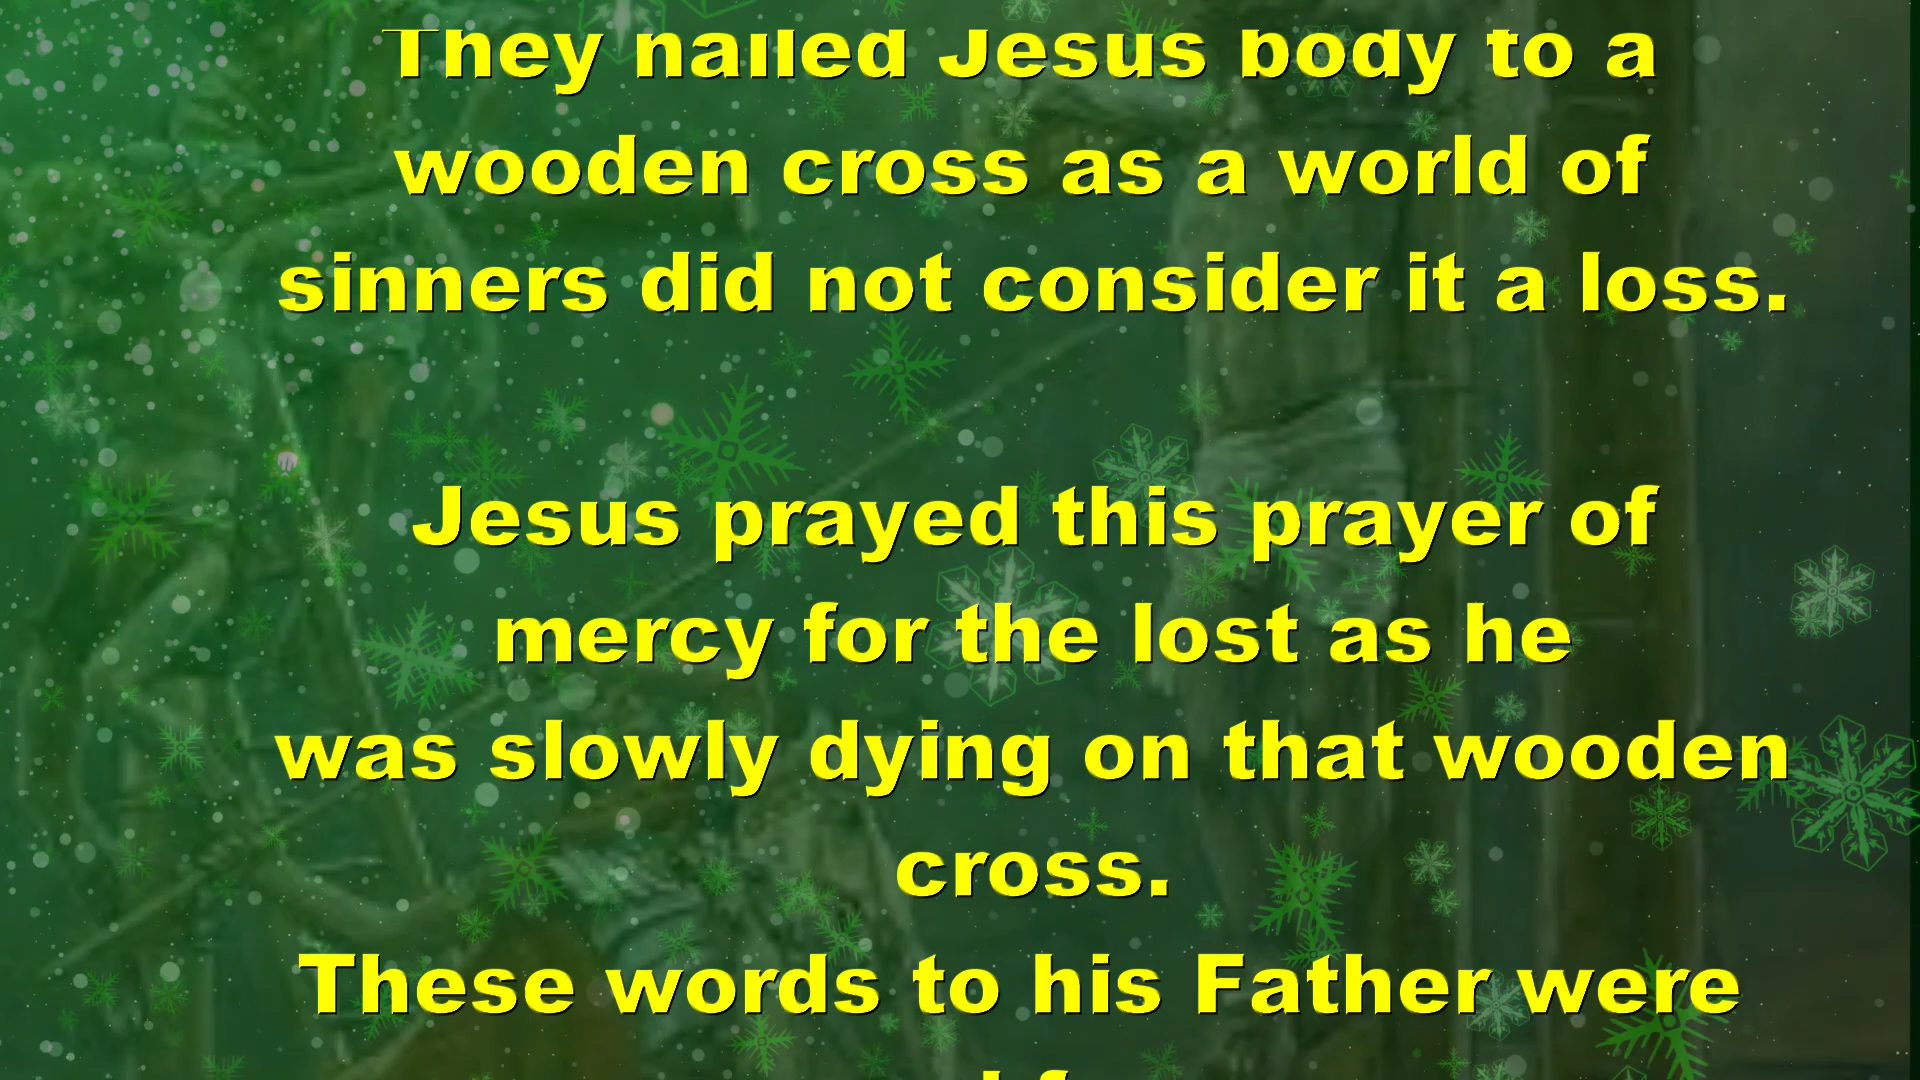 They nailed Jesus body to a
wooden cross as a world of
sinners did not consider it a loss.
Jesus prayed this prayer of
mercy for the lost as he
was slowly dying on that wooden
cross.
These words to his Father were